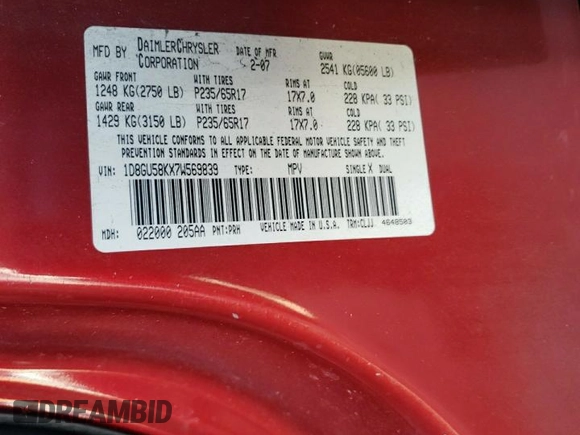 MFD BY DAIMLERCHRYSLER CORPORATION DATE OF MFR 2-07 GVWR 2541 KG(05600 LB)
GAWR FRONT WITH TIRES RIMS AT COLD
1248 KG(2750 LB) P235/65R17 17X7.0 228 KPA( 33 PSI)
GAWR REAR WITH TIRES RIMS AT COLD
1429 KG(3150 LB) P235/65R17 17X7.0 228 KPA( 33 PSI)
THIS VEHICLE CONFORMS TO ALL APPLICABLE FEDERAL MOTOR VEHICLE SAFETY AND THEFT
PREVENTION STANDARDS IN EFFECT ON THE DATE OF MANUFACTURE SHOWN ABOVE.
VIN: 1D8GU58KX7W569839 TYPE: MPV SINGLE X DUAL
MDH: 022000 205AA PNT:PRH VEHICLE MADE IN U.S.A. TRM:CLJJ 4648503
DREAMBID